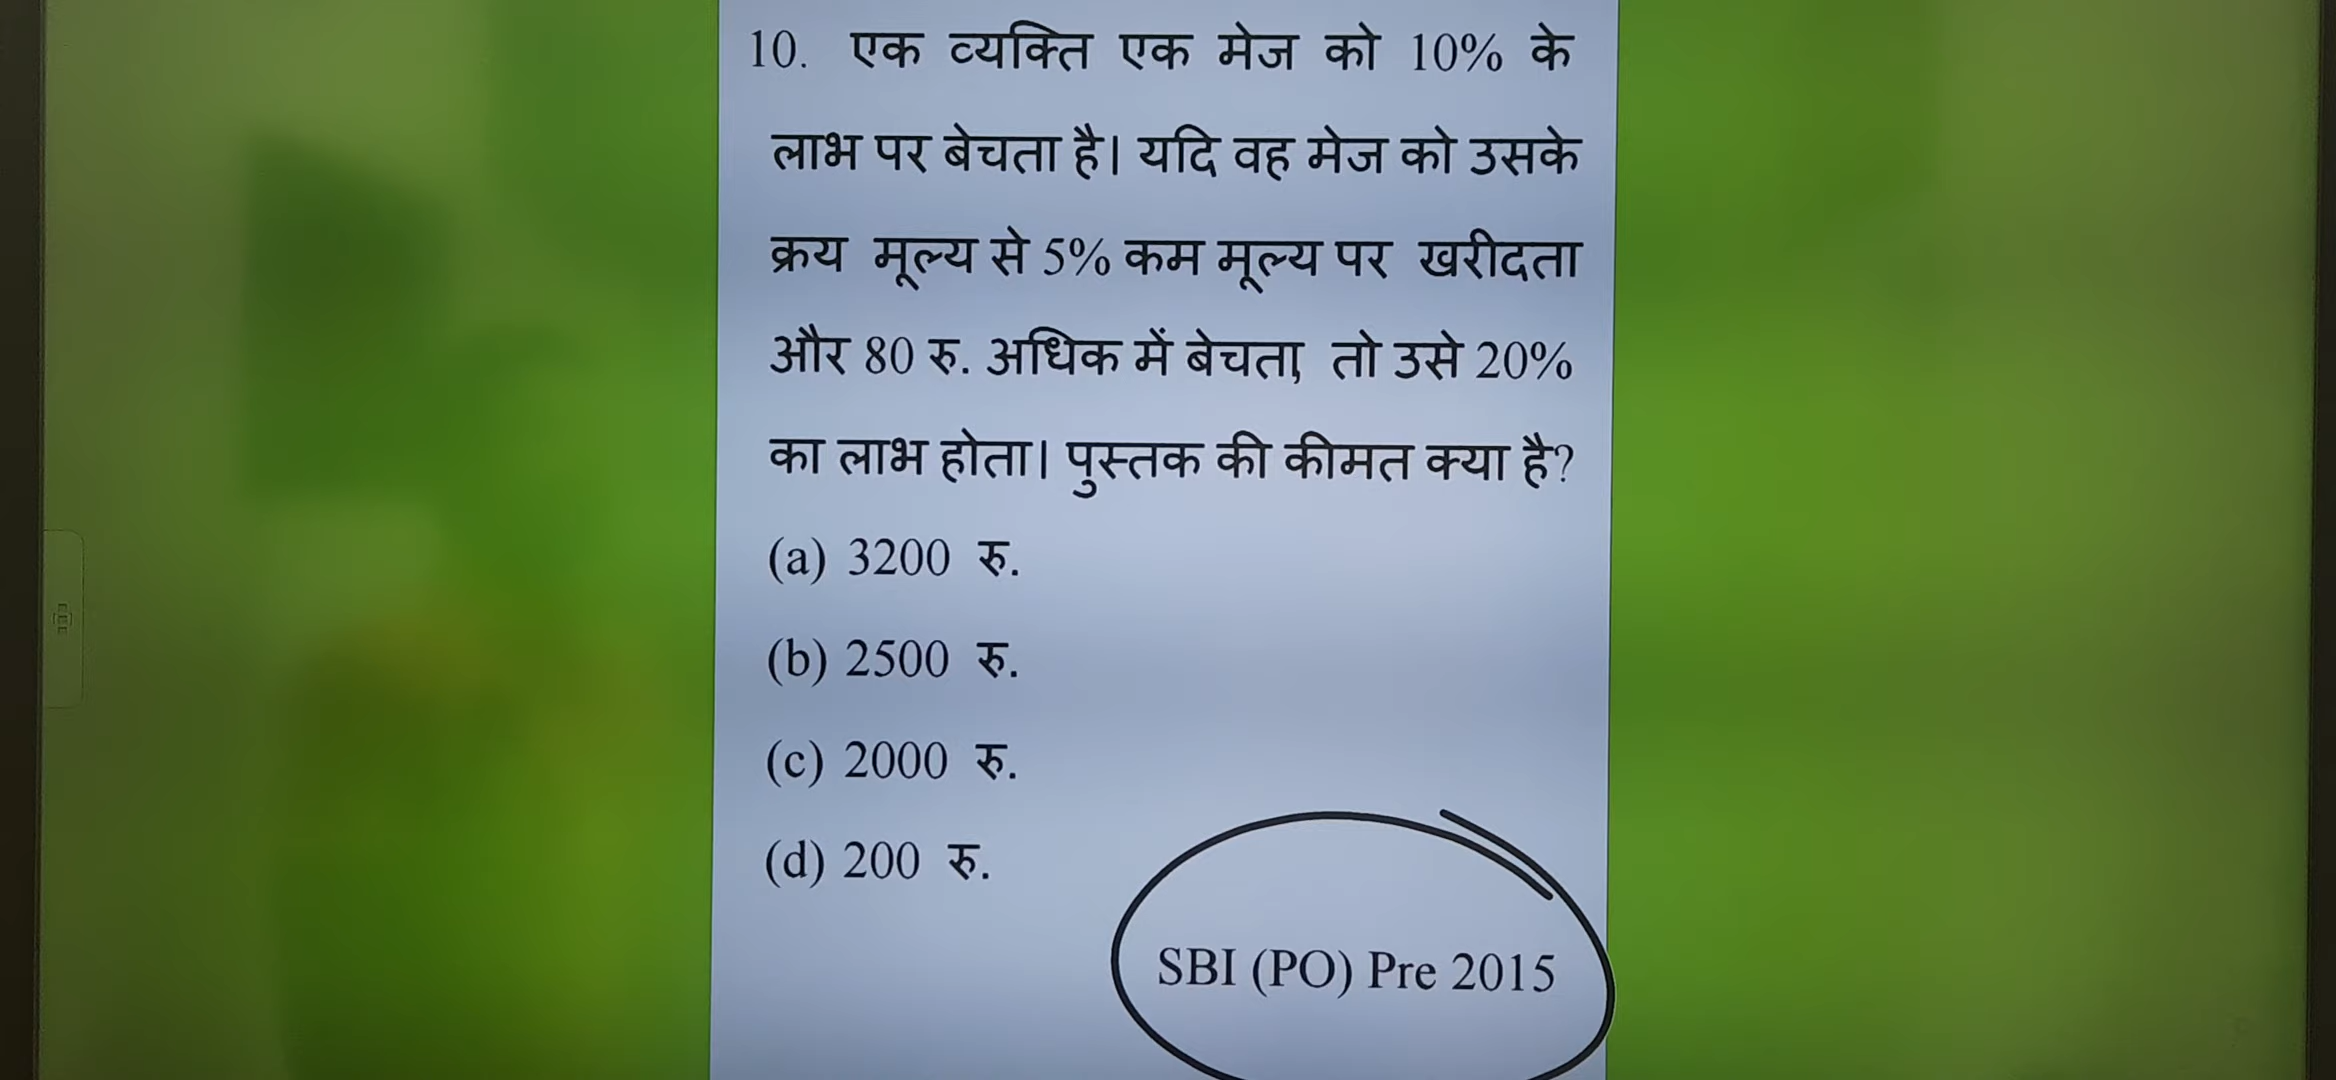 10. एक व्यक्ति एक मेज को 10% के
लाभ पर बेचता है। यदि वह मेज को उसके
क्रय मूल्य से 5% कम मूल्य पर खरीदता
और 80 रु. अधिक में बेचता, तो उसे 20%
का लाभ होता। पुस्तक की कीमत क्या है?
(a) 3200 रु.
(b) 2500 रु.
(c) 2000 रु.
(d) 200 रु.
SBI (PO) Pre 2015